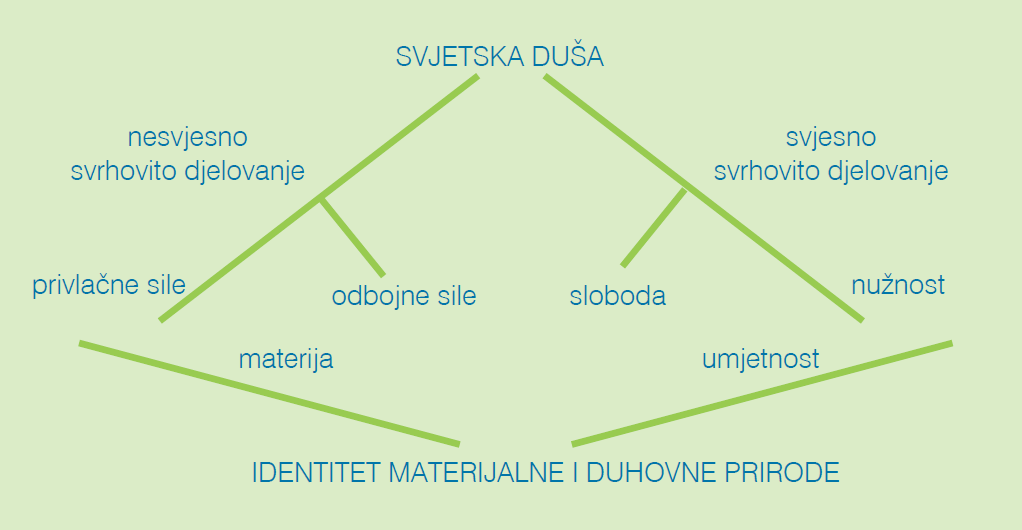 SVJETSKA DUŠA
nesvjesno
svrhovito djelovanje
svjesno
svrhovito djelovanje
privlačne sile
odbojne sile
sloboda
nužnost
materija
umjetnost
IDENTITET MATERIJALNE I DUHOVNE PRIRODE